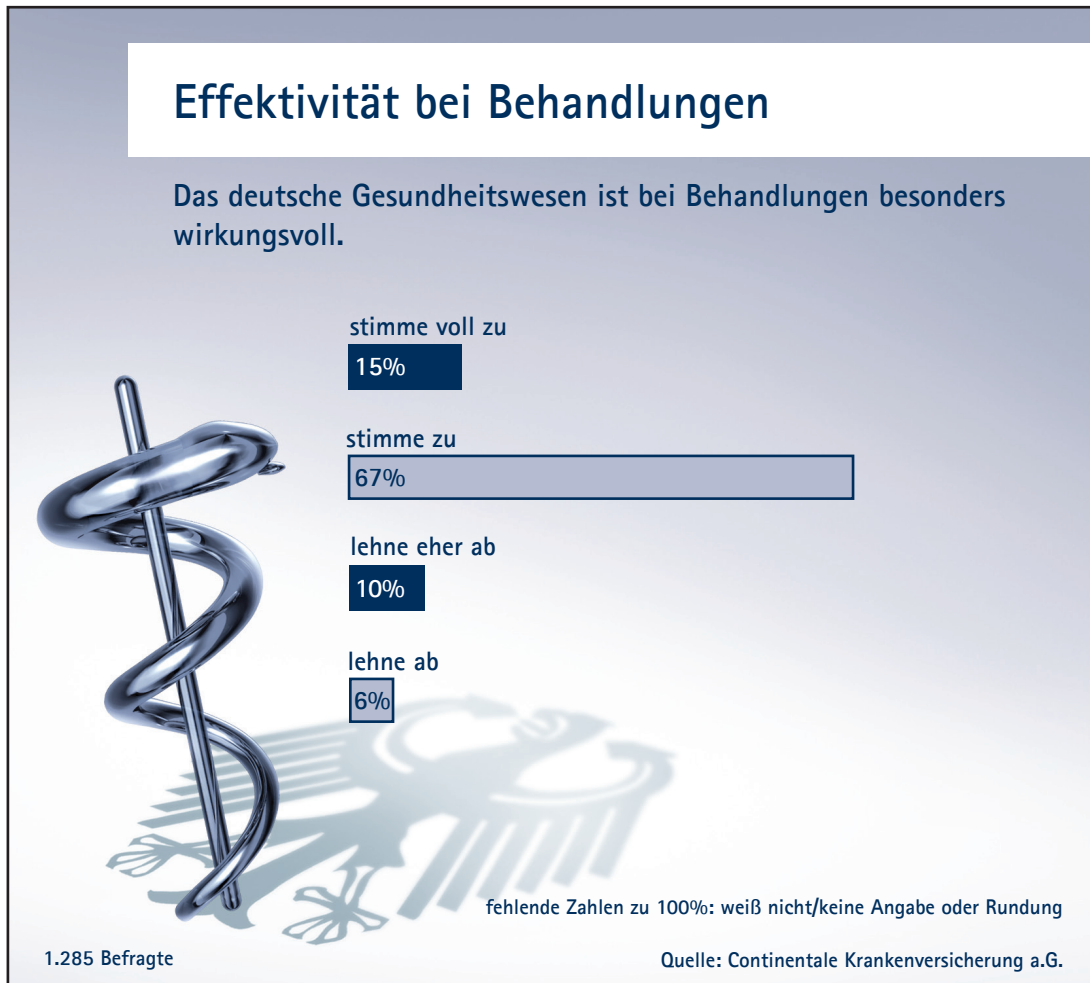 Effektivität bei Behandlungen
Das deutsche Gesundheitswesen ist bei Behandlungen besonders
wirkungsvoll.
stimme voll zu
15%
stimme zu
67%
lehne eher ab
10%
lehne ab
6%
fehlende Zahlen zu 100%: weiß nicht/keine Angabe oder Rundung
1.285 Befragte
Quelle: Continentale Krankenversicherung a.G.